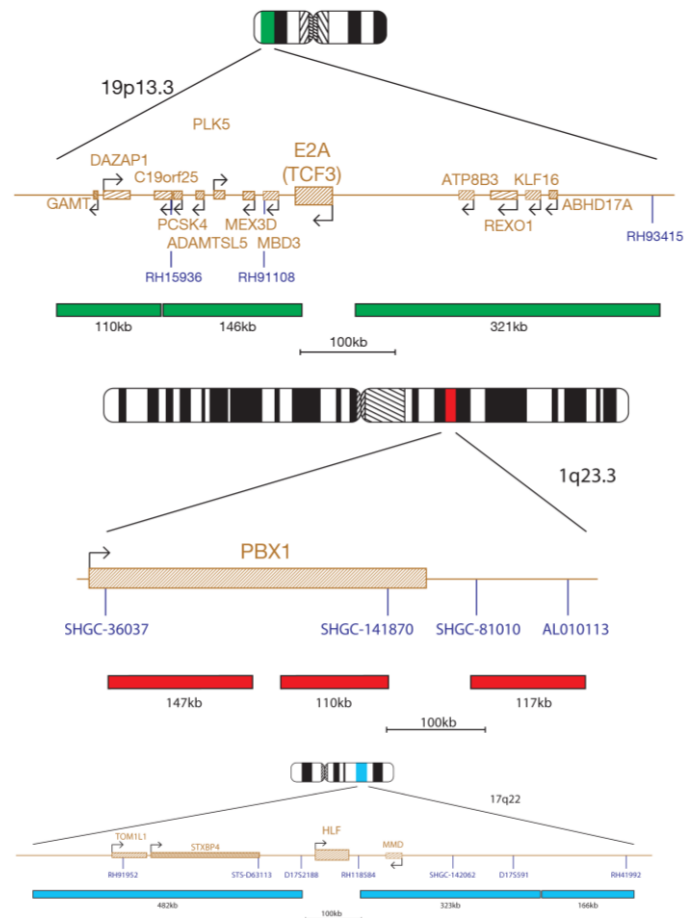 19p13.3
PLK5
DAZAP1
C19orf25
E2A
(TCF3)
ATP8B3 KLF16
GAMT
PCSK4
MEX3D
REXO1
ABHD17A
ADAMTSL5 MBD3
RH93415
RH15936
RH91108
110kb
146kb
321kb
100kb
1q23.3
PBX1
SHGC-36037
SHGC-141870
SHGC-81010
AL010113
147kb
110kb
117kb
100kb
17q22
TOM1L1
STXBP4
HLF
MMD
RH91952
STS-D63113
D17S2188
RH118584
SHGC-142062
D17S591
RH41992
482kb
323kb
166kb
100kb